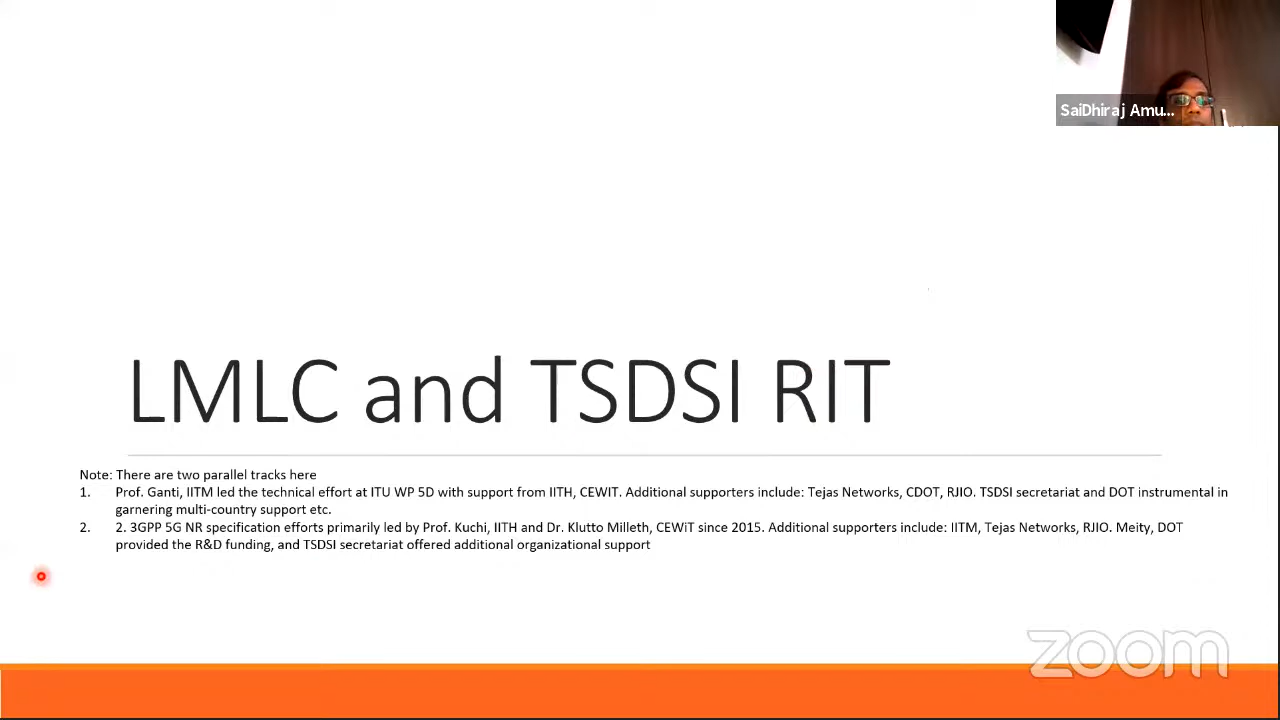 SaiDhiraj Amu...
LMLC and TSDSI RIT
Note: There are two parallel tracks here
1. Prof. Ganti, IITM led the technical effort at ITU WP 5D with support from IITH, CEWIT. Additional supporters include: Tejas Networks, CDOT, RJIO. TSDSI secretariat and DOT instrumental in
garnering multi-country support etc.
2. 2. 3GPP 5G NR specification efforts primarily led by Prof. Kuchi, IITH and Dr. Klutto Milleth, CEWiT since 2015. Additional supporters include: IITM, Tejas Networks, RJIO. Meity, DOT
provided the R&D funding, and TSDSI secretariat offered additional organizational support
zoom